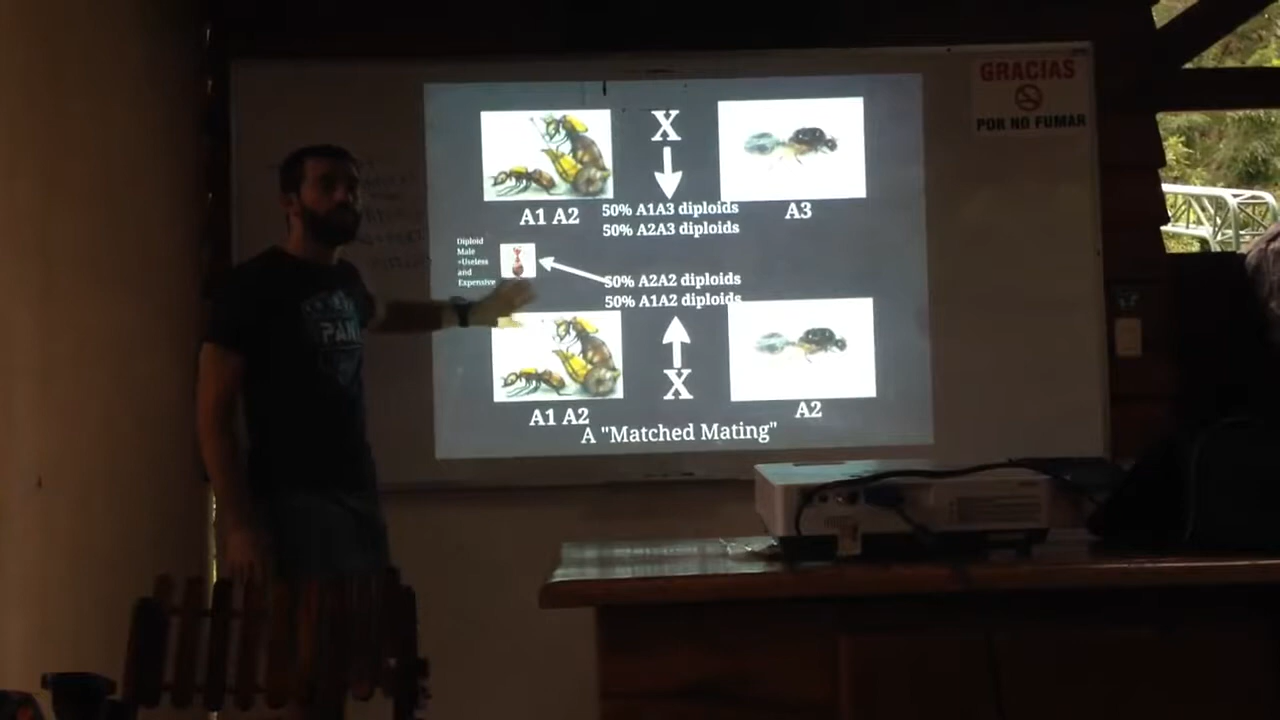 GRACIAS
POR NO FUMAR
X
A1 A2
50% A1A3 diploids
50% A2A3 diploids
A3
Diploid
Male
=Useless
and
Expensive
50% A2A2 diploids
50% A1A2 diploids
X
A1 A2
A2
A "Matched Mating"
PAN